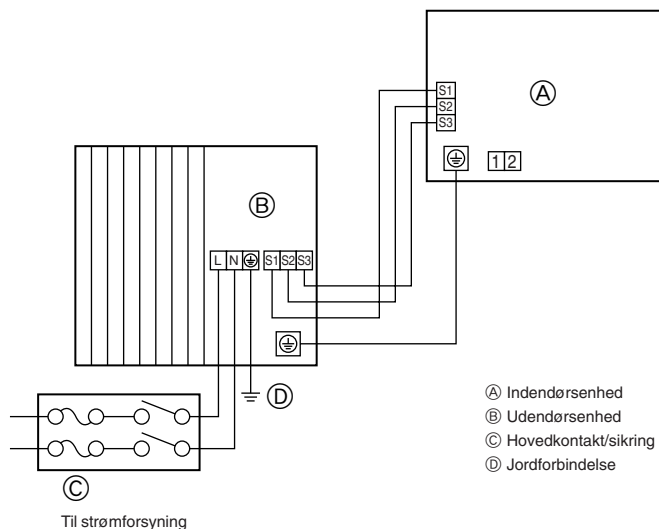 S1
S2
S3
Ⓐ
1 2
Ⓑ
L N S1 S2 S3
Ⓓ
Ⓒ
Til strømforsyning
Ⓐ Indendørsenhed
Ⓑ Udendørsenhed
Ⓒ Hovedkontakt/sikring
Ⓓ Jordforbindelse